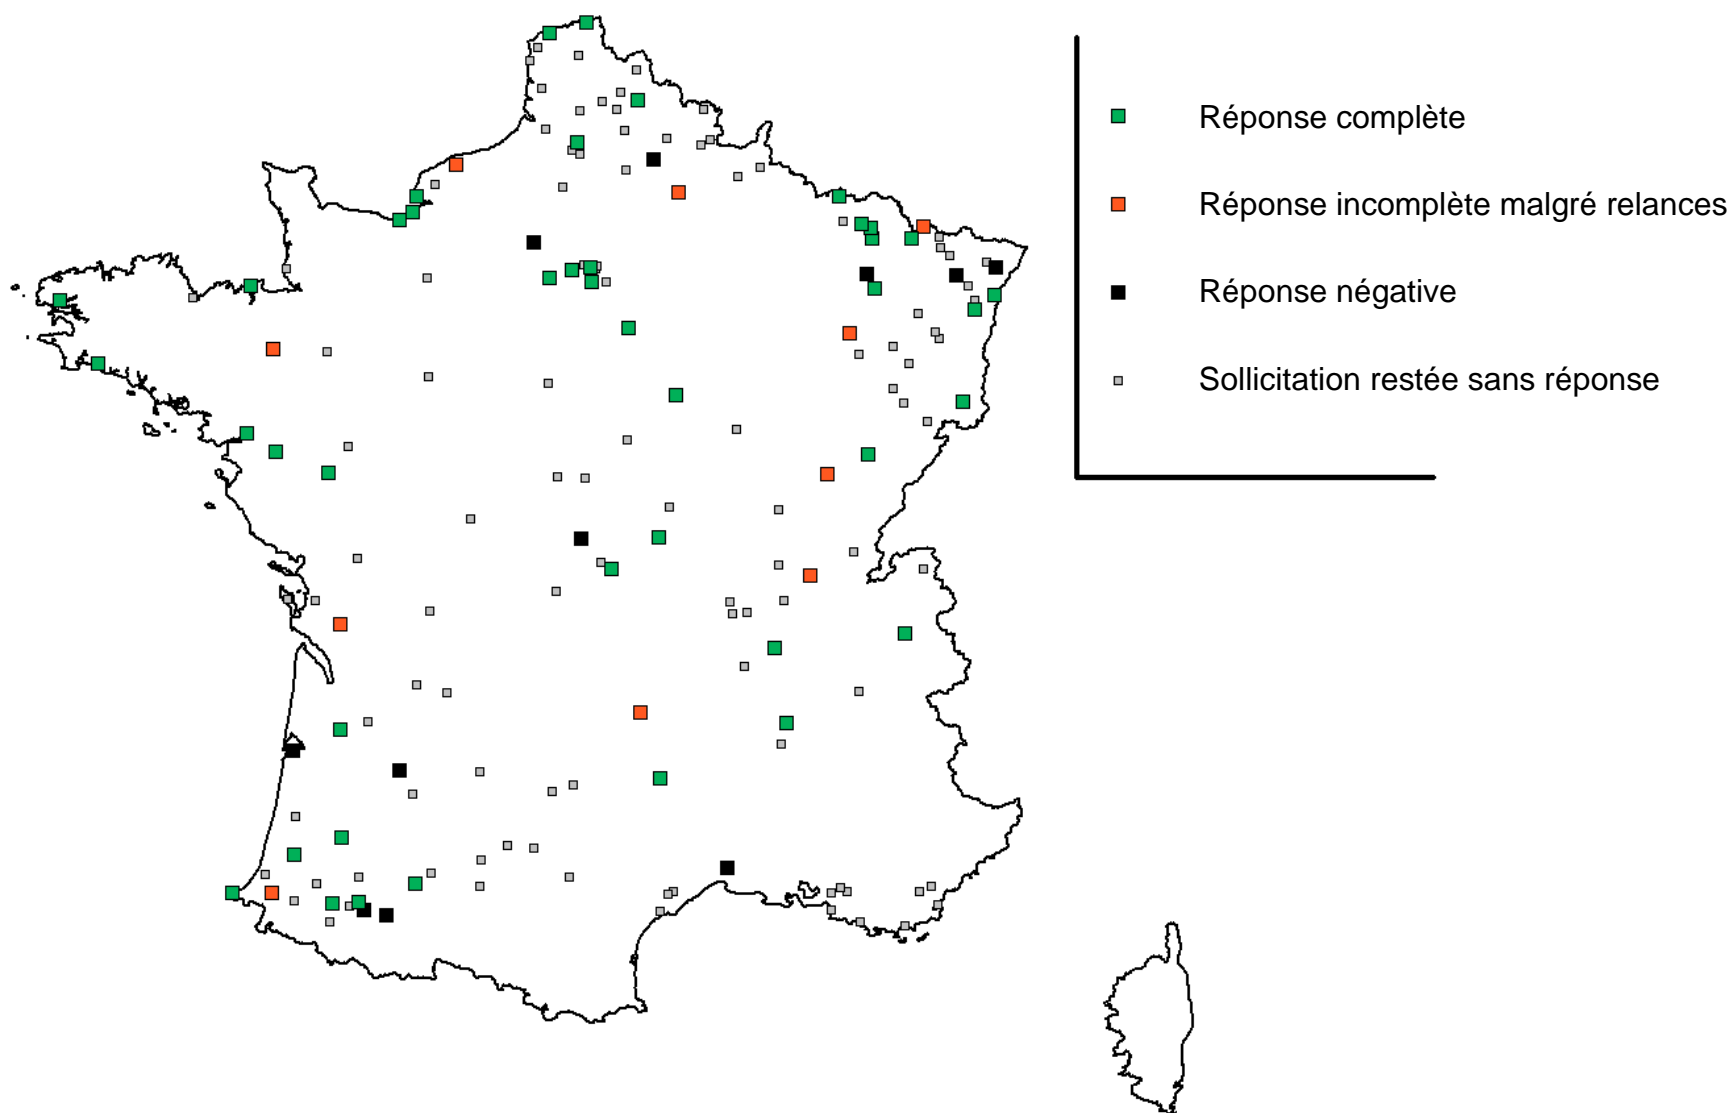 Réponse complète
Réponse incomplète malgré relances
Réponse négative
Sollicitation restée sans réponse